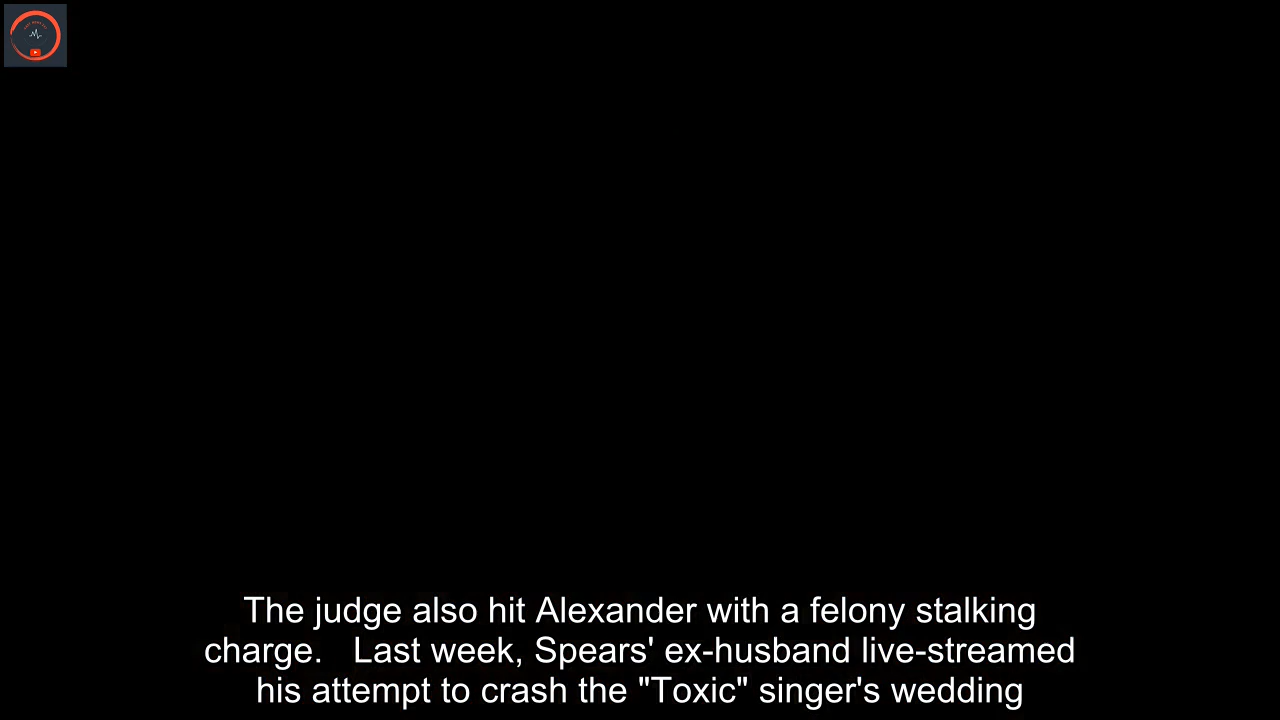 The judge also hit Alexander with a felony stalking
charge.   Last week, Spears' ex-husband live-streamed
his attempt to crash the "Toxic" singer's wedding